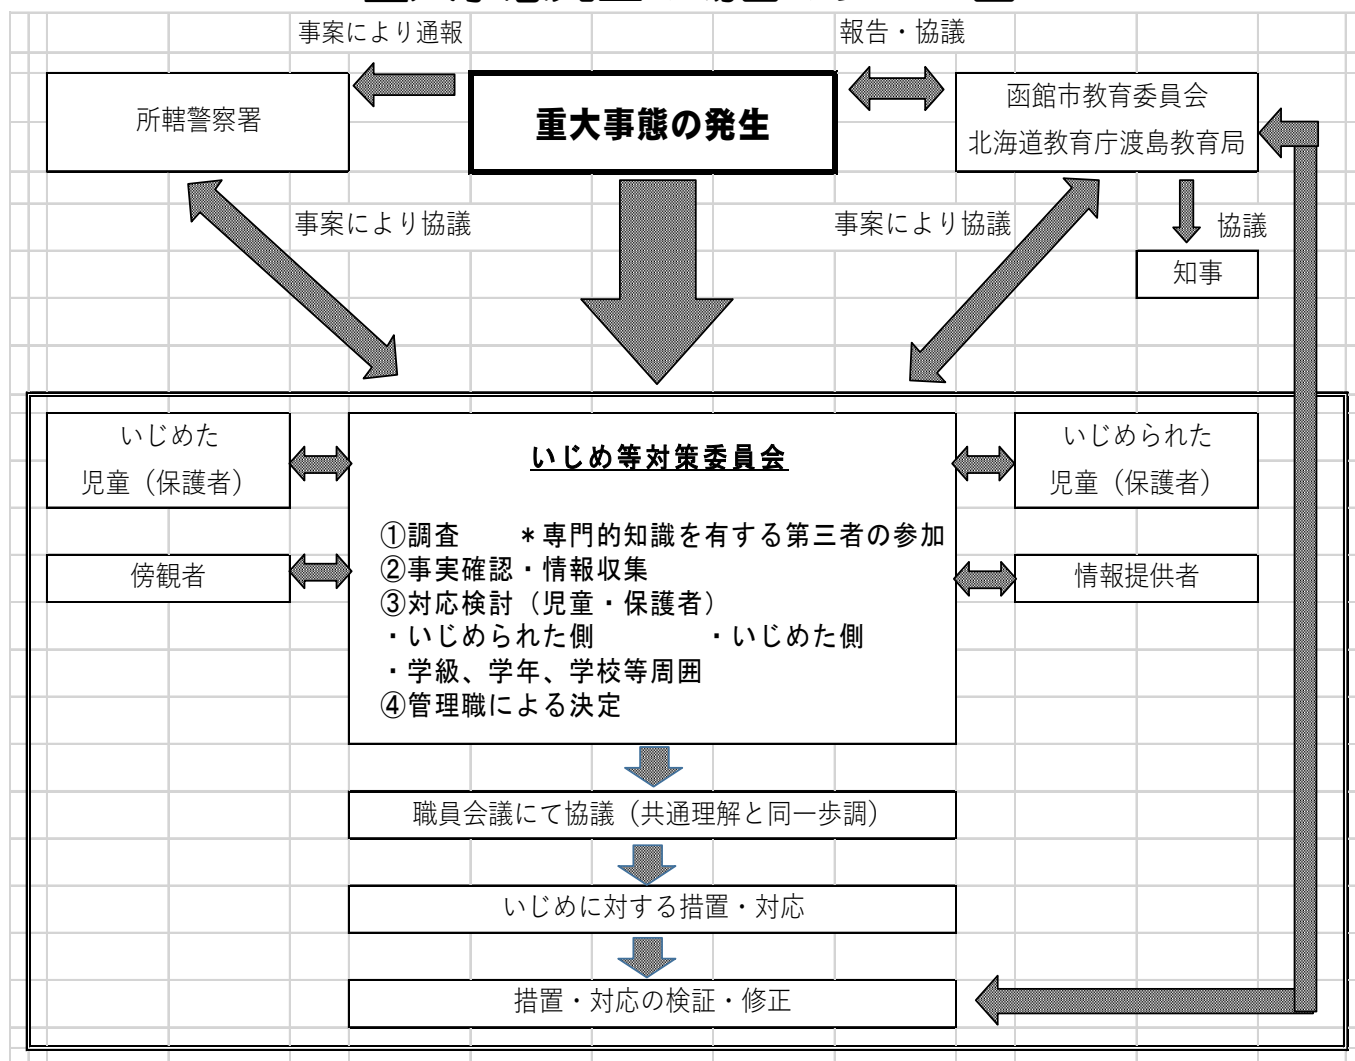 事案により通報
報告・協議
所轄警察署
重大事態の発生
函館市教育委員会
北海道教育庁渡島教育局
事案により協議
事案により協議
協議
知事
いじめた
児童（保護者）
いじめ等対策委員会
いじめられた
児童（保護者）
①調査　　＊専門的知識を有する第三者の参加
②事実確認・情報収集
③対応検討（児童・保護者）
・いじめられた側　　　　・いじめた側
・学級、学年、学校等周囲
④管理職による決定
傍観者
情報提供者
職員会議にて協議（共通理解と同一歩調）
いじめに対する措置・対応
措置・対応の検証・修正